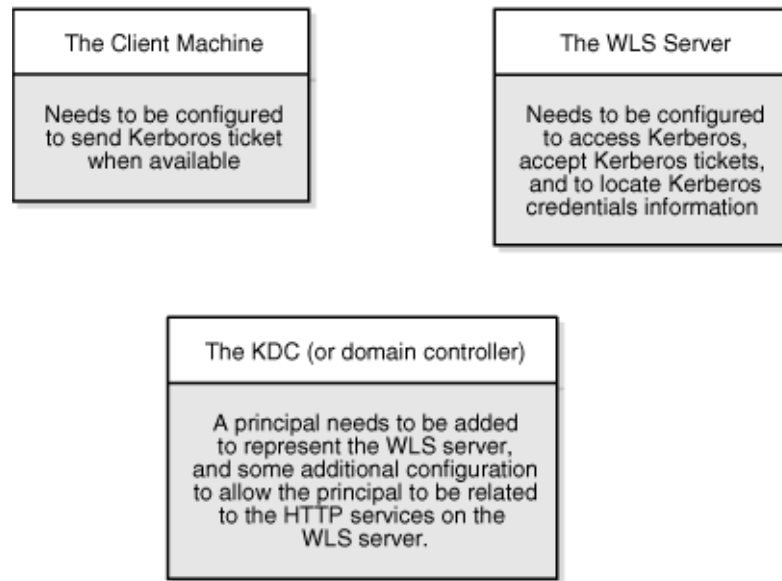 The Client Machine
Needs to be configured
to send Kerboros ticket
when available
The WLS Server
Needs to be configured
to access Kerberos,
accept Kerberos tickets,
and to locate Kerberos
credentials information
The KDC (or domain controller)
A principal needs to be added
to represent the WLS server,
and some additional configuration
to allow the principal to be related
to the HTTP services on the
WLS server.